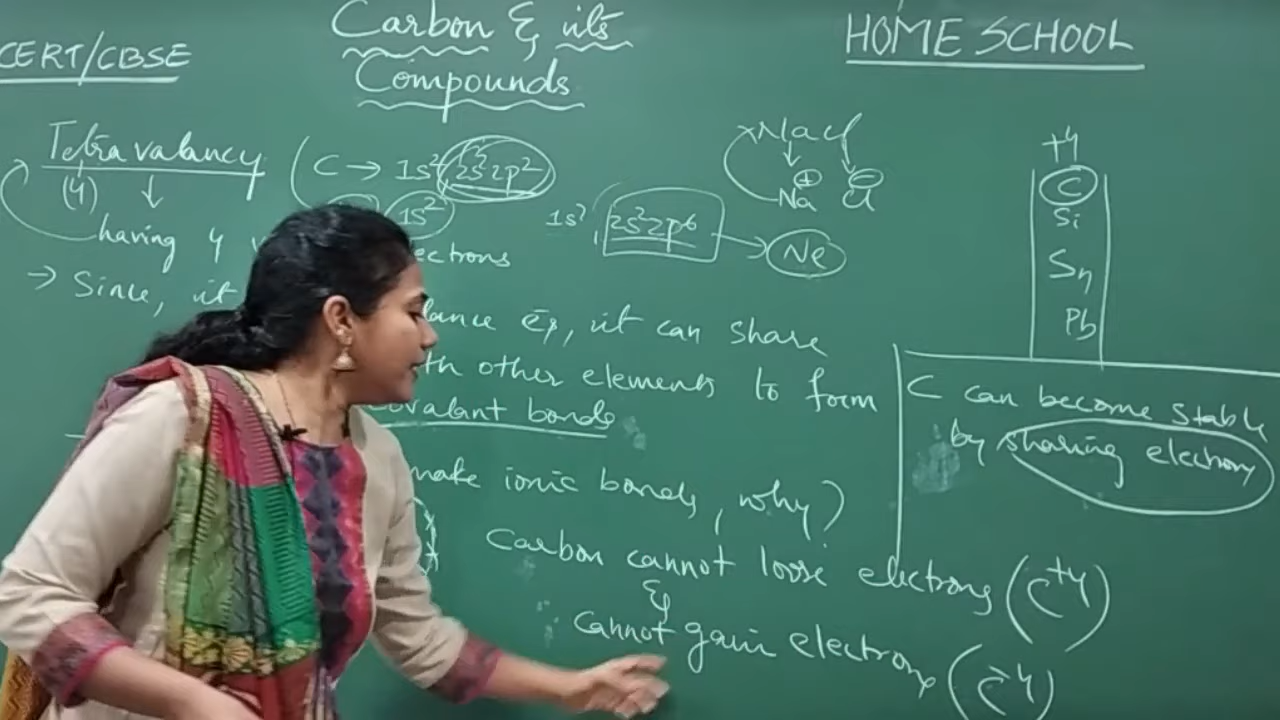 CERT/CBSE
Carbon & its
Compounds
HOME SCHOOL
Tetravalancy
(4)
having 4
electrons
→ Since, it
lance es, it can share
th other elements to form
covalant bonds
make ionic bonds, why?
Carbon cannot loose electrons (C+4)
&
cannot gain electrons (C-4)
C → 1s² 2s² 2p²
1s²
1s², 2s² 2p6 → Ne
NaCl
Na+ Cl-
+4
C
Si
Sn
Pb
C can become stable
by sharing electrons